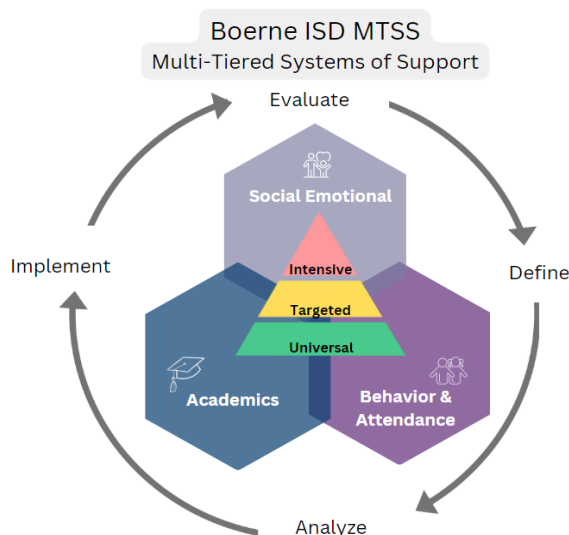 Boerne ISD MTSS
Multi-Tiered Systems of Support
Evaluate
Social Emotional
Implement
Intensive
Define
Targeted
Universal
Academics
Behavior &
Attendance
Analyze